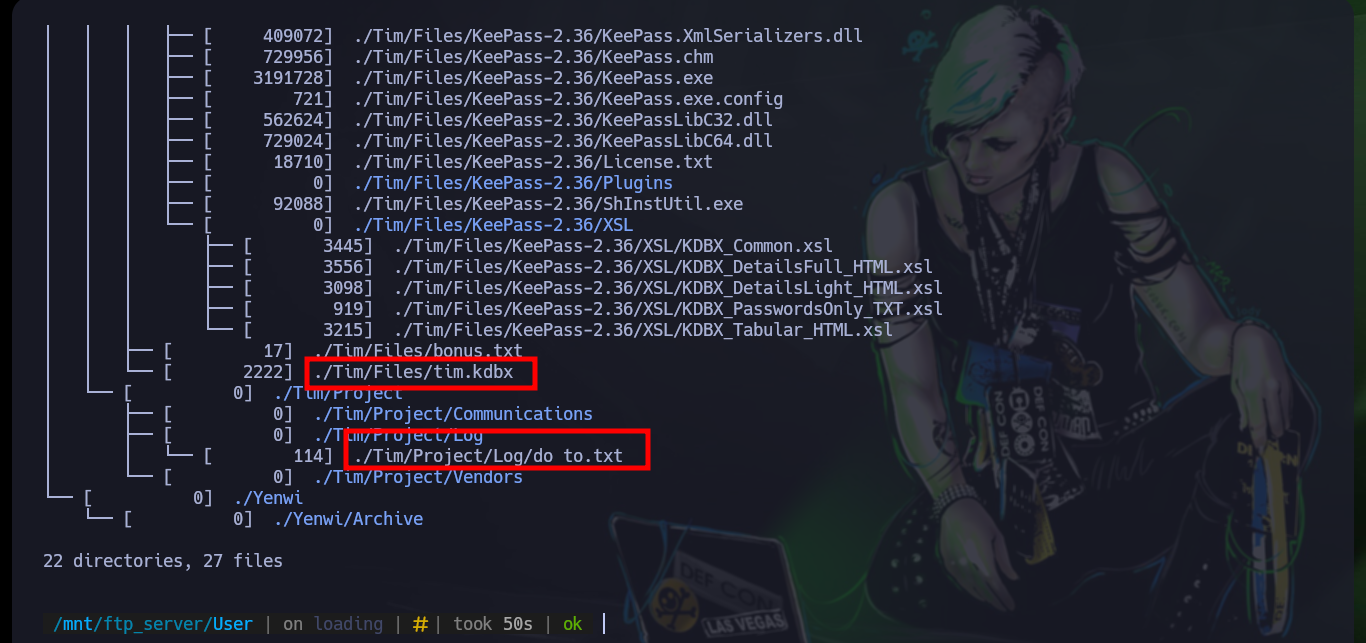 ├── [     409072]  ./Tim/Files/KeePass-2.36/KeePass.XmlSerializers.dll
├── [     729956]  ./Tim/Files/KeePass-2.36/KeePass.chm
├── [    3191728]  ./Tim/Files/KeePass-2.36/KeePass.exe
├── [        721]  ./Tim/Files/KeePass-2.36/KeePass.exe.config
├── [     562624]  ./Tim/Files/KeePass-2.36/KeePassLibC32.dll
├── [     729024]  ./Tim/Files/KeePass-2.36/KeePassLibC64.dll
├── [      18710]  ./Tim/Files/KeePass-2.36/License.txt
├── [          0]  ./Tim/Files/KeePass-2.36/Plugins
├── [      92088]  ./Tim/Files/KeePass-2.36/ShInstUtil.exe
└── [          0]  ./Tim/Files/KeePass-2.36/XSL
├── [       3445]  ./Tim/Files/KeePass-2.36/XSL/KDBX_Common.xsl
├── [       3556]  ./Tim/Files/KeePass-2.36/XSL/KDBX_DetailsFull_HTML.xsl
├── [       3098]  ./Tim/Files/KeePass-2.36/XSL/KDBX_DetailsLight_HTML.xsl
├── [        919]  ./Tim/Files/KeePass-2.36/XSL/KDBX_PasswordsOnly_TXT.xsl
└── [       3215]  ./Tim/Files/KeePass-2.36/XSL/KDBX_Tabular_HTML.xsl
├── [         17]  ./Tim/Files/bonus.txt
└── [       2222]  ./Tim/Files/tim.kdbx
└── [          0]  ./Tim/Project
├── [          0]  ./Tim/Project/Communications
├── [          0]  ./Tim/Project/Log
└── [        114]  ./Tim/Project/Log/do to.txt
└── [          0]  ./Tim/Project/Vendors
└── [          0]  ./Yenwi
└── [          0]  ./Yenwi/Archive
22 directories, 27 files
/mnt/ftp_server/User | on loading | # | took 50s | ok
DEF CON
DEF CON
DEF CON
LAS VEGAS